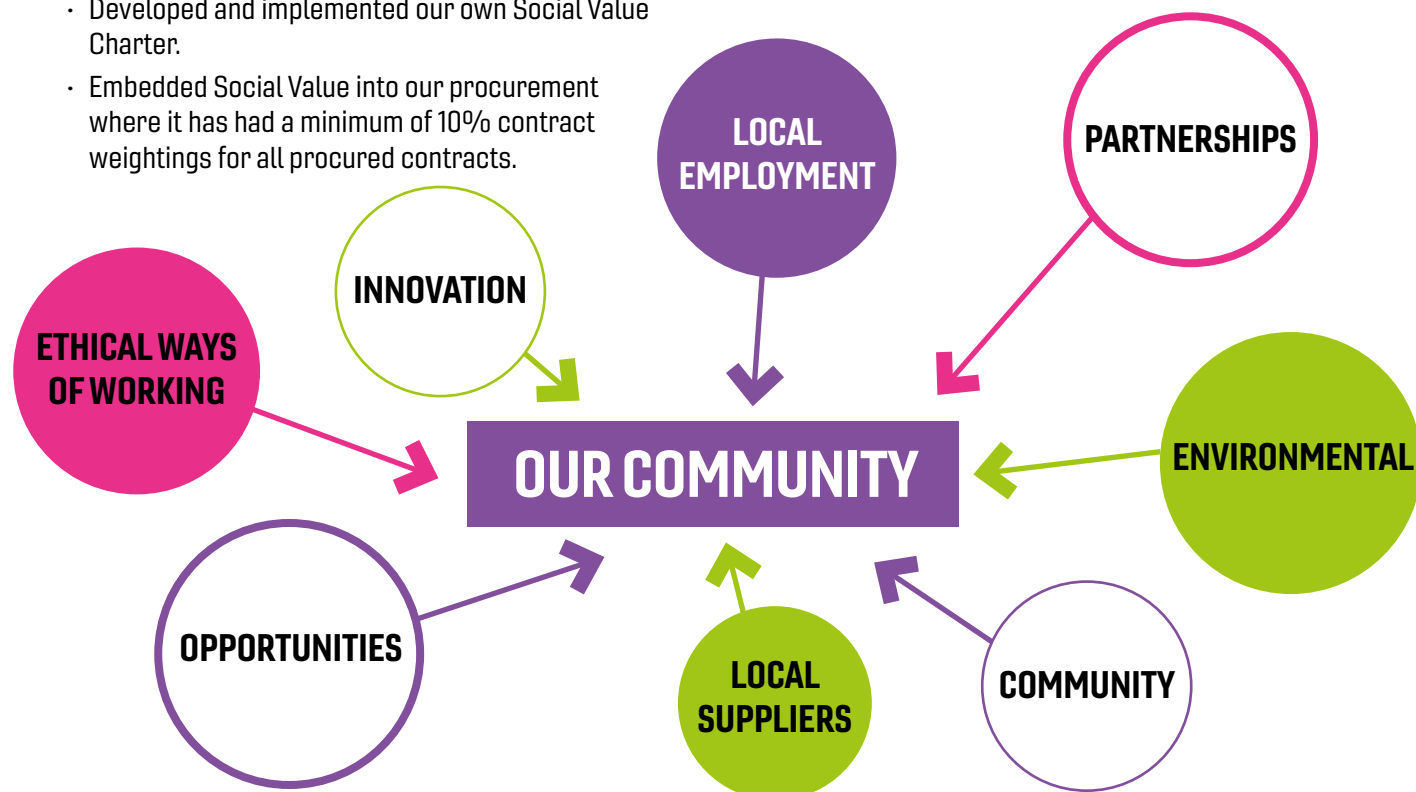 · Developed and implemented our own Social Value
Charter.
· Embedded Social Value into our procurement
where it has had a minimum of 10% contract
weightings for all procured contracts.
LOCAL
EMPLOYMENT
PARTNERSHIPS
INNOVATION
ETHICAL WAYS
OF WORKING
OUR COMMUNITY
ENVIRONMENTAL
OPPORTUNITIES
LOCAL
SUPPLIERS
COMMUNITY